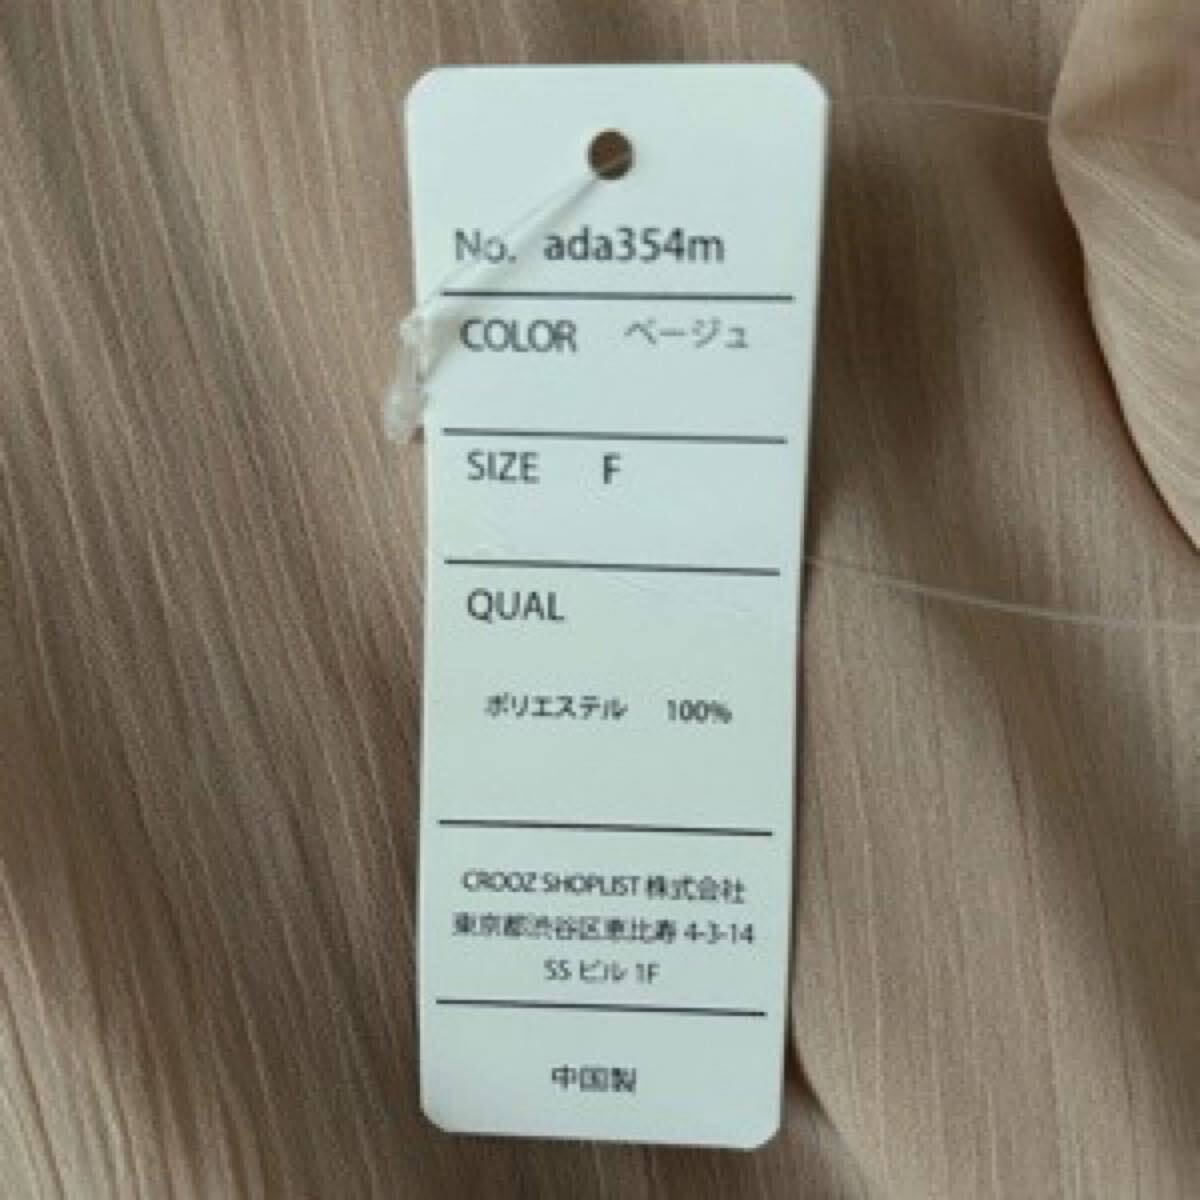 No. ada354m
COLOR ベージュ
SIZE F
QUAL
ポリエステル 100%
CROOZ SHOPLIST 株式会社
東京都渋谷区恵比寿 4-3-14
SS ビル 1F
中国製